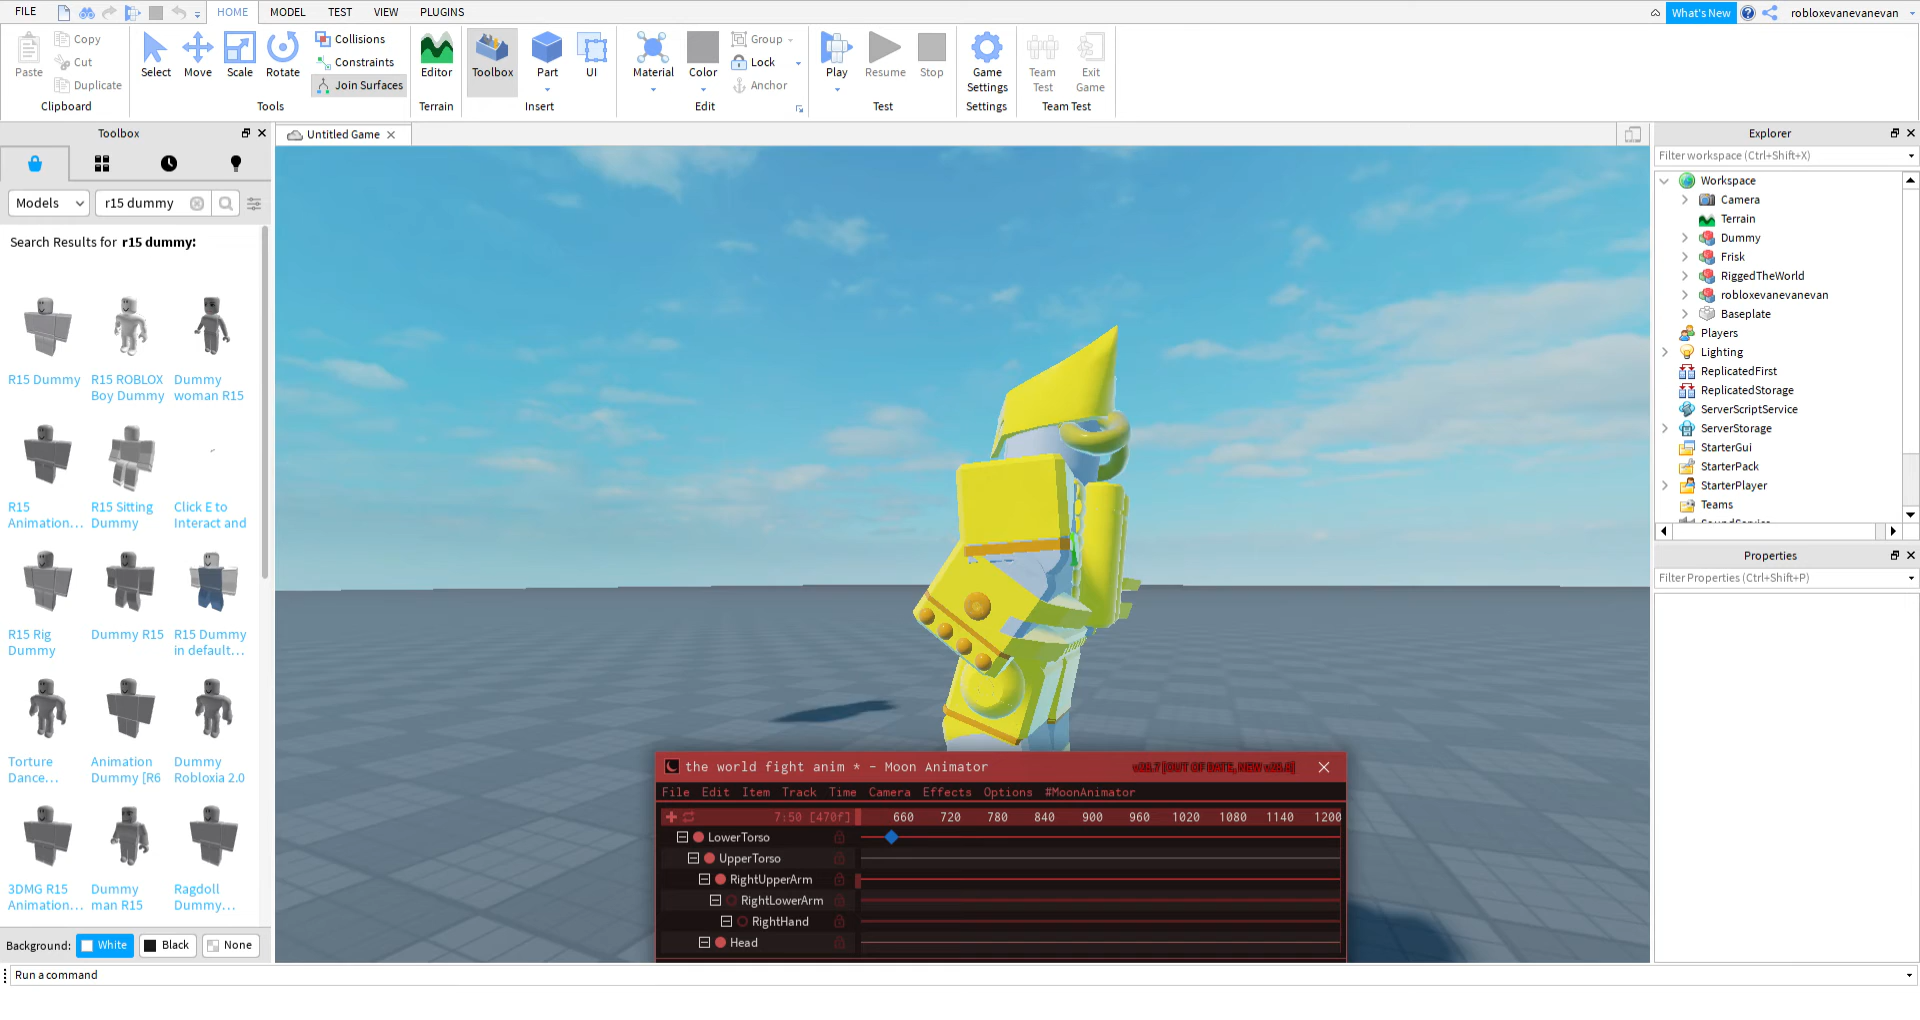 FILE HOME MODEL TEST VIEW PLUGINS What's New robloxevanevanevan
Paste Copy Cut Duplicate
Clipboard
Select Move Scale Rotate Collisions Constraints Join Surfaces
Tools
Editor
Terrain
Toolbox Part UI
Insert
Material Color Group Lock Anchor
Edit
Play Resume Stop
Test
Game Settings
Settings
Team Test Exit Game
Team Test
Toolbox
Models r15 dummy
Search Results for r15 dummy:
R15 Dummy
R15 ROBLOX Boy Dummy
Dummy woman R15
R15 Animation...
R15 Sitting Dummy
Click E to Interact and
R15 Rig Dummy
Dummy R15
R15 Dummy in default...
Torture Dance...
Animation Dummy [R6
Dummy Robloxia 2.0
3DMG R15 Animation...
Dummy man R15
Ragdoll Dummy...
Background: White Black None
Run a command
Untitled Game
the world fight anim * - Moon Animator
File Edit Item Track Time Camera Effects Options #MoonAnimator
7:50 [470f] 660 720 780 840 900 960 1020 1080 1140 1200
LowerTorso
UpperTorso
RightUpperArm
RightLowerArm
RightHand
Head
Explorer
Filter workspace (Ctrl+Shift+X)
Workspace
Camera
Terrain
Dummy
Frisk
RiggedTheWorld
robloxevanevanevan
Baseplate
Players
Lighting
ReplicatedFirst
ReplicatedStorage
ServerScriptService
ServerStorage
StarterGui
StarterPack
StarterPlayer
Teams
Properties
Filter Properties (Ctrl+Shift+P)